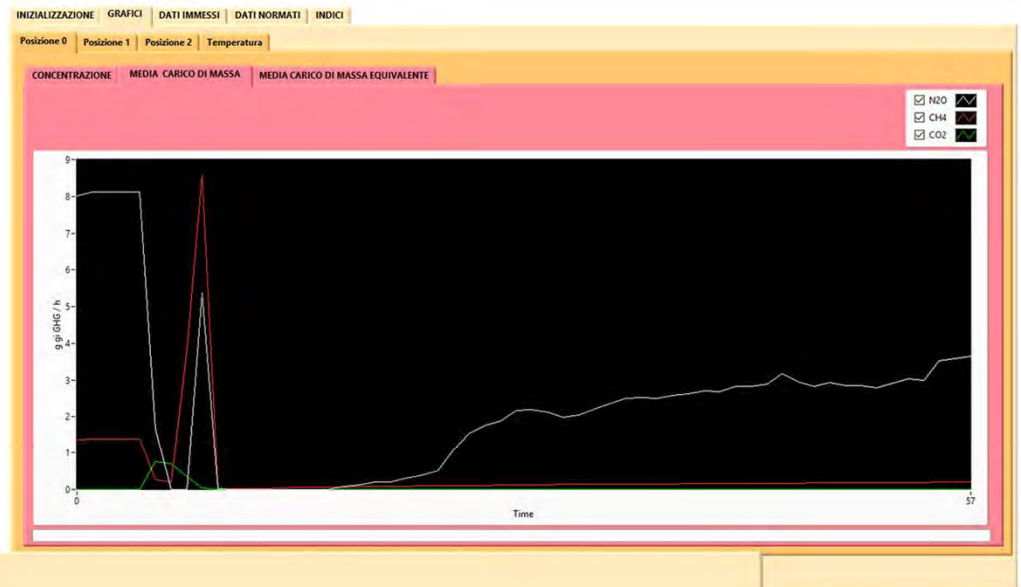 INIZIALIZZAZIONE GRAFICI DATI IMMESSI DATI NORMATI INDICI
Posizione 0 Posizione 1 Posizione 2 Temperatura
CONCENTRAZIONE MEDIA CARICO DI MASSA MEDIA CARICO DI MASSA EQUIVALENTE
N2O
CH4
CO2
9
8
7
6
5
4
3
2
1
0
g gi GHG / h
0 57
Time